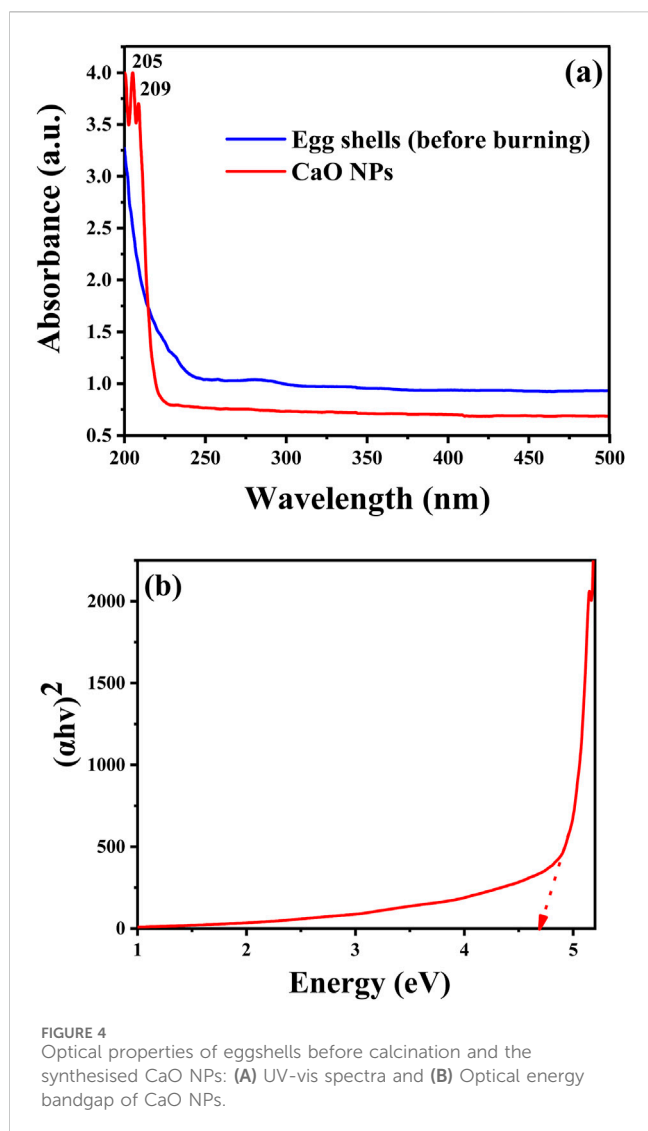 205
209
(a)
Egg shells (before burning)
CaO NPs
4.0
3.5
3.0
2.5
2.0
1.5
1.0
0.5
Absorbance (a.u.)
200 250 300 350 400 450 500
Wavelength (nm)
(b)
2000
1500
1000
500
0
(αhν)²
1 2 3 4 5
Energy (eV)
FIGURE 4
Optical properties of eggshells before calcination and the
synthesised CaO NPs: (A) UV-vis spectra and (B) Optical energy
bandgap of CaO NPs.